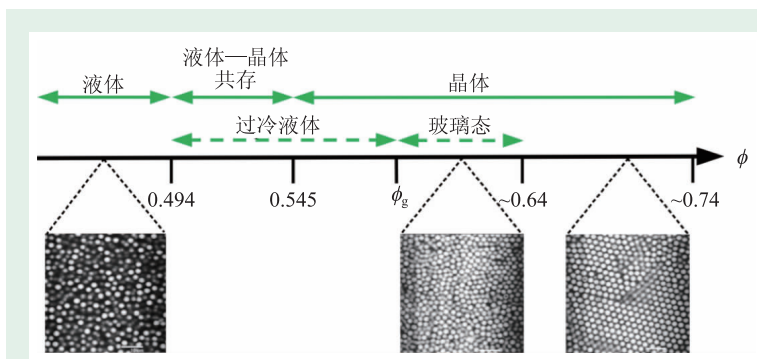 液体
液体—晶体
共存
晶体
过冷液体
玻璃态
ϕ
0.494
0.545
ϕg
~0.64
~0.74